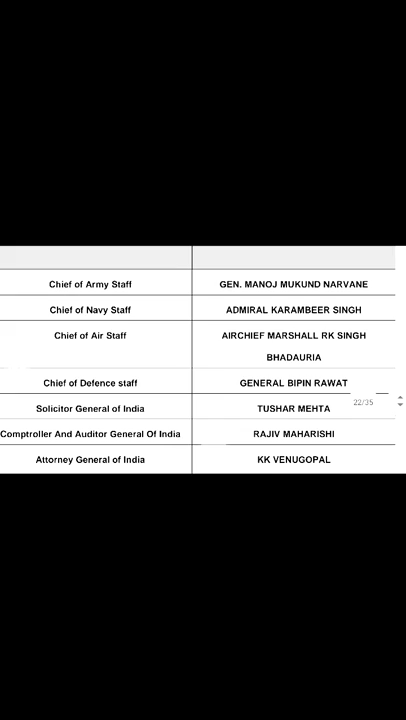 Chief of Army Staff GEN. MANOJ MUKUND NARVANE
Chief of Navy Staff ADMIRAL KARAMBEER SINGH
Chief of Air Staff AIRCHIEF MARSHALL RK SINGH
BHADAURIA
Chief of Defence staff GENERAL BIPIN RAWAT
22/35
Solicitor General of India TUSHAR MEHTA
Comptroller And Auditor General Of India RAJIV MAHARISHI
Attorney General of India KK VENUGOPAL